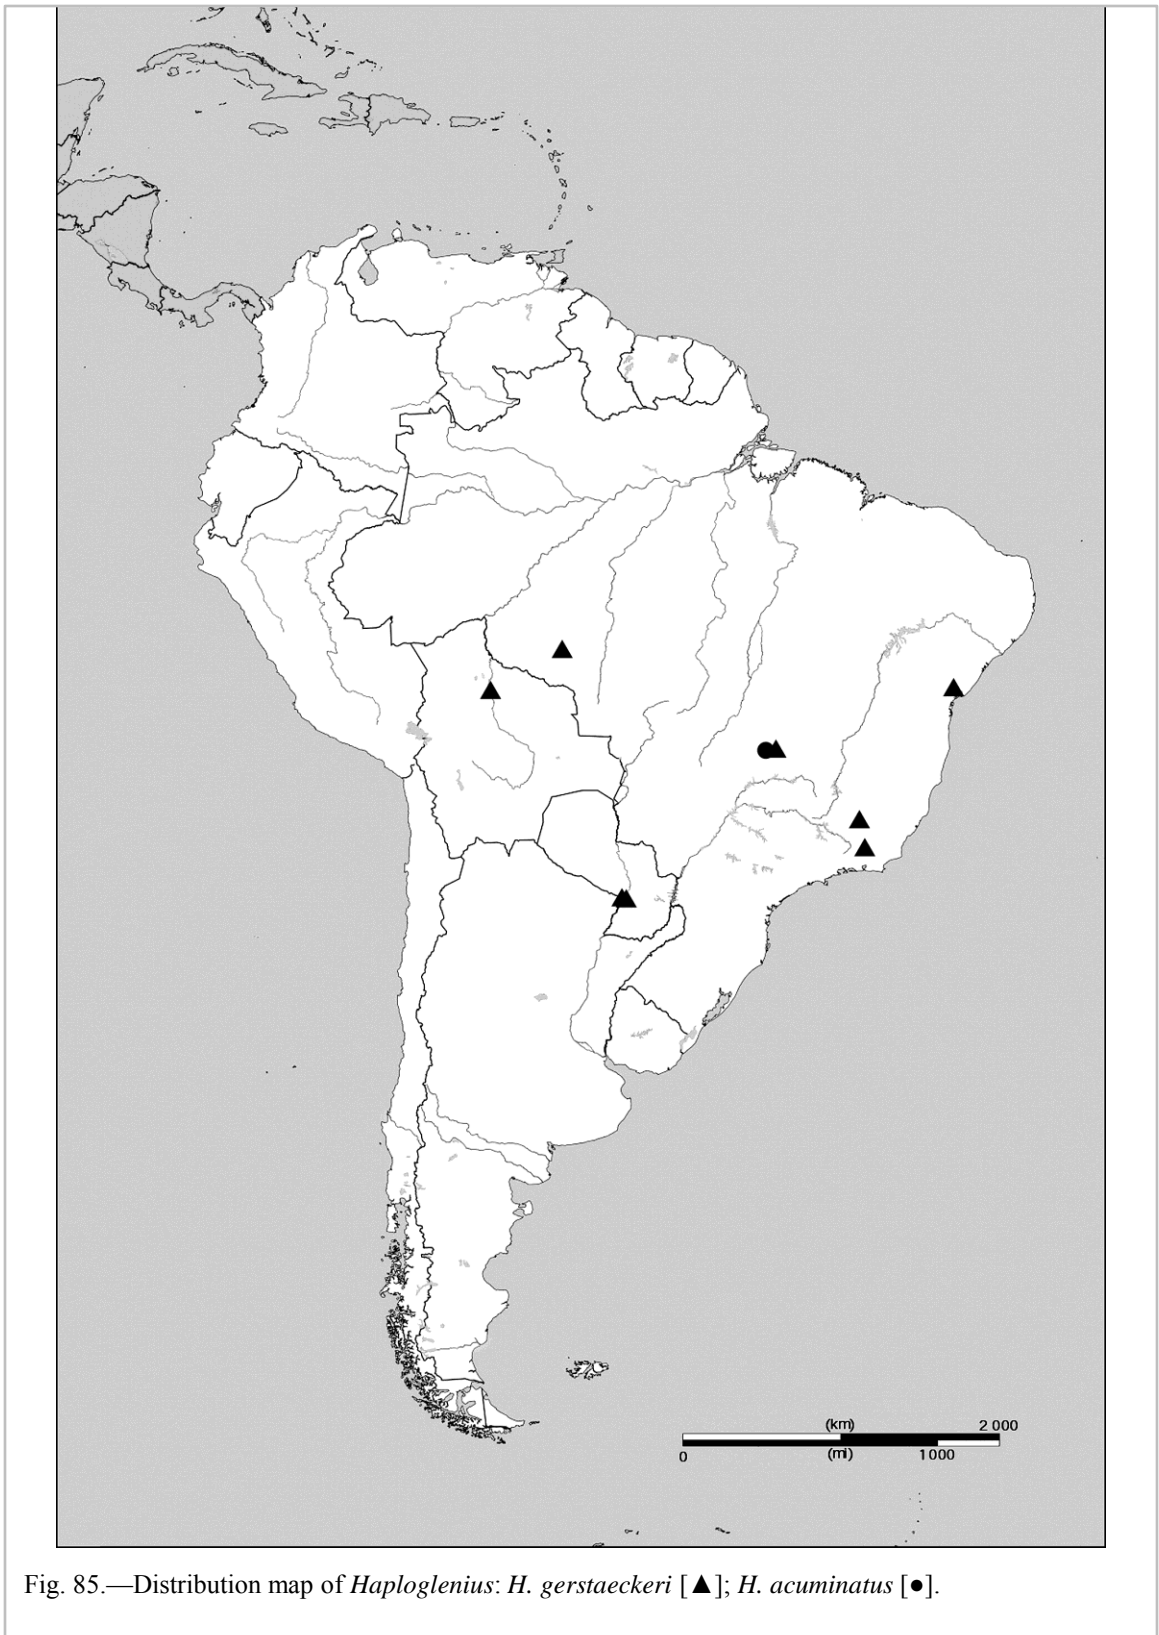 (km) 2 000
0 (mi) 1000
Fig. 85.—Distribution map of Haploglenius: H. gerstaeckeri [▲]; H. acuminatus [●].